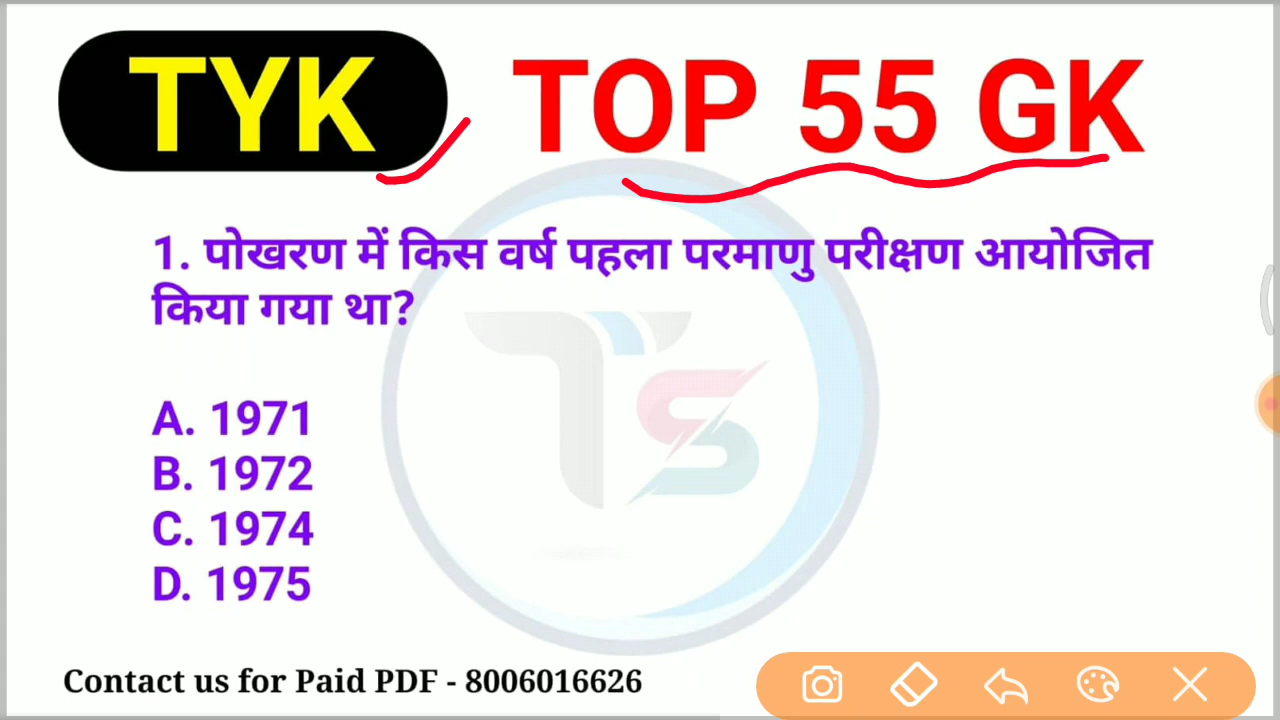 TYK TOP 55 GK
1. पोखरण में किस वर्ष पहला परमाणु परीक्षण आयोजित
किया गया था?
A. 1971
B. 1972
C. 1974
D. 1975
TS
Contact us for Paid PDF - 8006016626